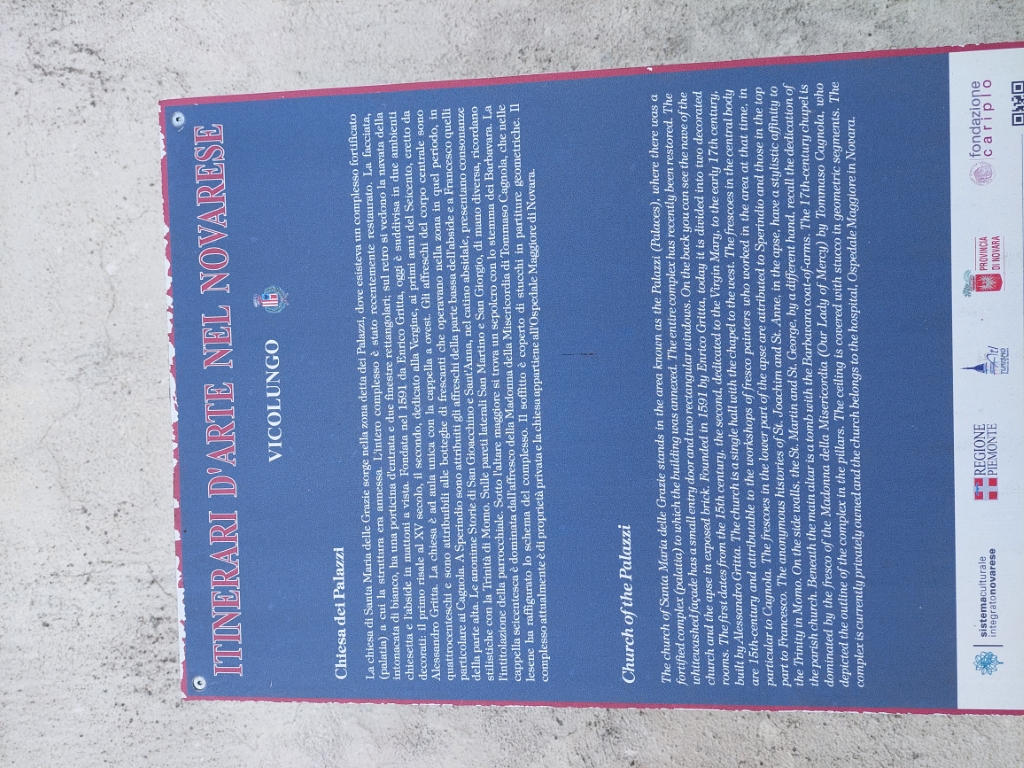 ITINERARI D'ARTE NEL NOVARESE
VICOLUNGO
Chiesa dei Palazzi
La chiesa di Santa Maria delle Grazie sorge nella zona detta dei Palazzi, dove esisteva un complesso fortificato
(palatia) a cui la struttura era annessa. L'intero complesso è stato recentemente restaurato. La facciata,
intonacata di bianco, ha una porticina d'entrata e due finestre rettangolari; sul retro si vedono la navata della
chiesetta e l'abside in mattoni a vista. Fondata nel 1591 da Enrico Gritta, oggi è suddivisa in due ambienti
decorati: il primo risale al XV secolo, il secondo, dedicato alla Vergine, ai primi anni del Seicento, eretto da
Alessandro Gritta. La chiesa è ad aula unica con la cappella a ovest. Gli affreschi del corpo centrale sono
quattrocenteschi e sono attribuibili alle botteghe di frescanti che operavano nella zona in quel periodo, in
particolare ai Cagnola. A Sperindio sono attribuiti gli affreschi della parte bassa dell'abside e a Francesco quelli
della parte alta. Le anonime Storie di San Gioacchino e Sant'Anna, nel catino absidale, presentano consonanze
stilistiche con la Trinità di Momo. Sulle pareti laterali San Martino e San Giorgio, di mano diversa, ricordano
l'intitolazione della parrocchiale. Sotto l'altare maggiore si trova un sepolcro con lo stemma dei Barbavara. La
cappella seicentesca è dominata dall'affresco della Madonna della Misericordia di Tommaso Cagnola, che nelle
lesene ha raffigurato lo schema del complesso. Il soffitto è coperto di stucchi in partiture geometriche. Il
complesso attualmente è di proprietà privata e la chiesa appartiene all'Ospedale Maggiore di Novara.
Church of the Palazzi
The church of Santa Maria delle Grazie stands in the area known as the Palazzi (Palaces), where there was a
fortified complex (palatia) to which the building was annexed. The entire complex has recently been restored. The
whitewashed façade has a small entry door and two rectangular windows. On the back you can see the name of the
church and the apse in exposed brick. Founded in 1591 by Enrico Gritta, today it is divided into two decorated
rooms. The first dates from the 15th century, the second, dedicated to the Virgin Mary, to the early 17th century,
built by Alessandro Gritta. The church is a single hall with the chapel to the west. The frescoes in the central body
are 15th-century and attributable to the workshops of fresco painters who worked in the area at that time, in
particular to Cagnola. The frescoes in the lower part of the apse are attributed to Sperindio and those in the top
part to Francesco. The anonymous histories of St. Joachim and St. Anne, in the apse, have a stylistic affinity to
the Trinity in Momo. On the side walls, the St. Martin and St. George, by a different hand, recall the dedication of
the parish church. Beneath the main altar is a tomb with the Barbavara coat-of-arms. The 17th-century chapel is
dominated by the fresco of the Madonna della Misericordia (Our Lady of Mercy) by Tommaso Cagnola, who
depicted the outline of the complex in the pillars. The ceiling is covered with stucco in geometric segments. The
complex is currently privately owned and the church belongs to the hospital, Ospedale Maggiore in Novara.
sistemaculturale
integratonovarese
REGIONE
PIEMONTE
PROVINCIA
DI NOVARA
fondazione
cariplo